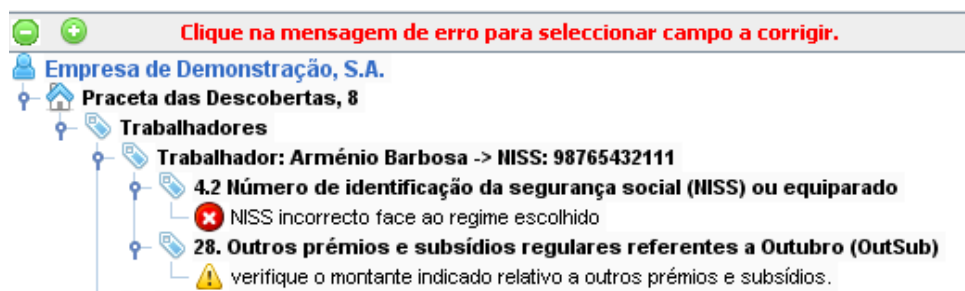 Clique na mensagem de erro para seleccionar campo a corrigir.
Empresa de Demonstração, S.A.
Praceta das Descobertas, 8
Trabalhadores
Trabalhador: Arménio Barbosa -> NISS: 98765432111
4.2 Número de identificação da segurança social (NISS) ou equiparado
NISS incorrecto face ao regime escolhido
28. Outros prémios e subsídios regulares referentes a Outubro (OutSub)
verifique o montante indicado relativo a outros prémios e subsídios.